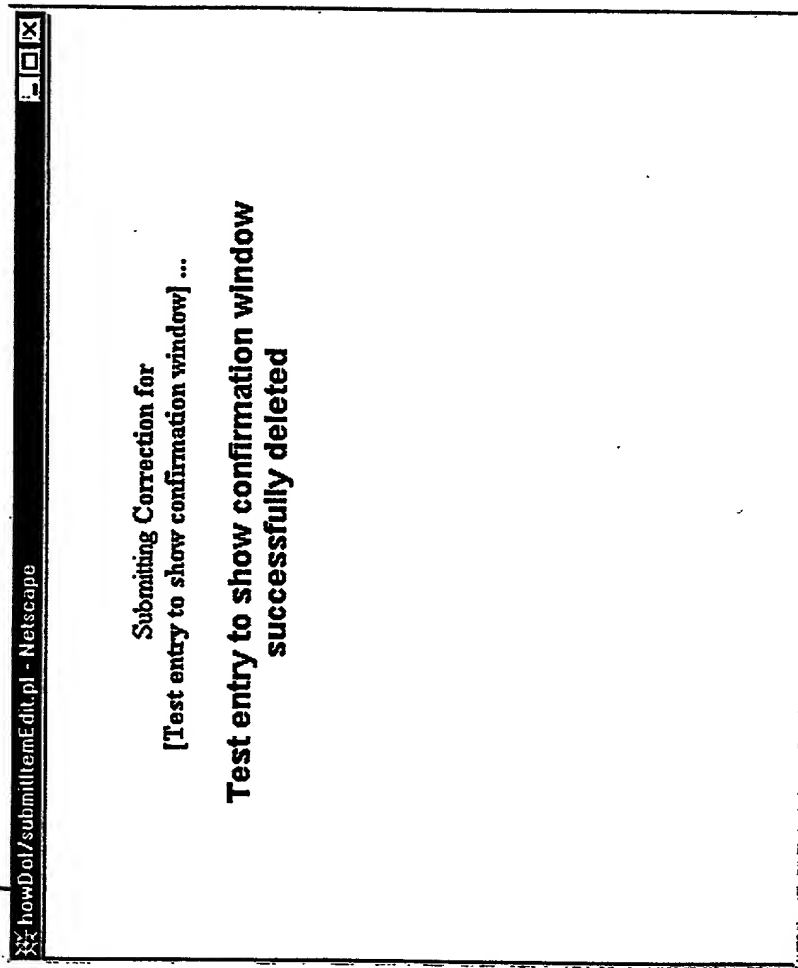 howDoI/submitItemEdit.pl - Netscape
Submitting Correction for
[Test entry to show confirmation window] ...
Test entry to show confirmation window
successfully deleted